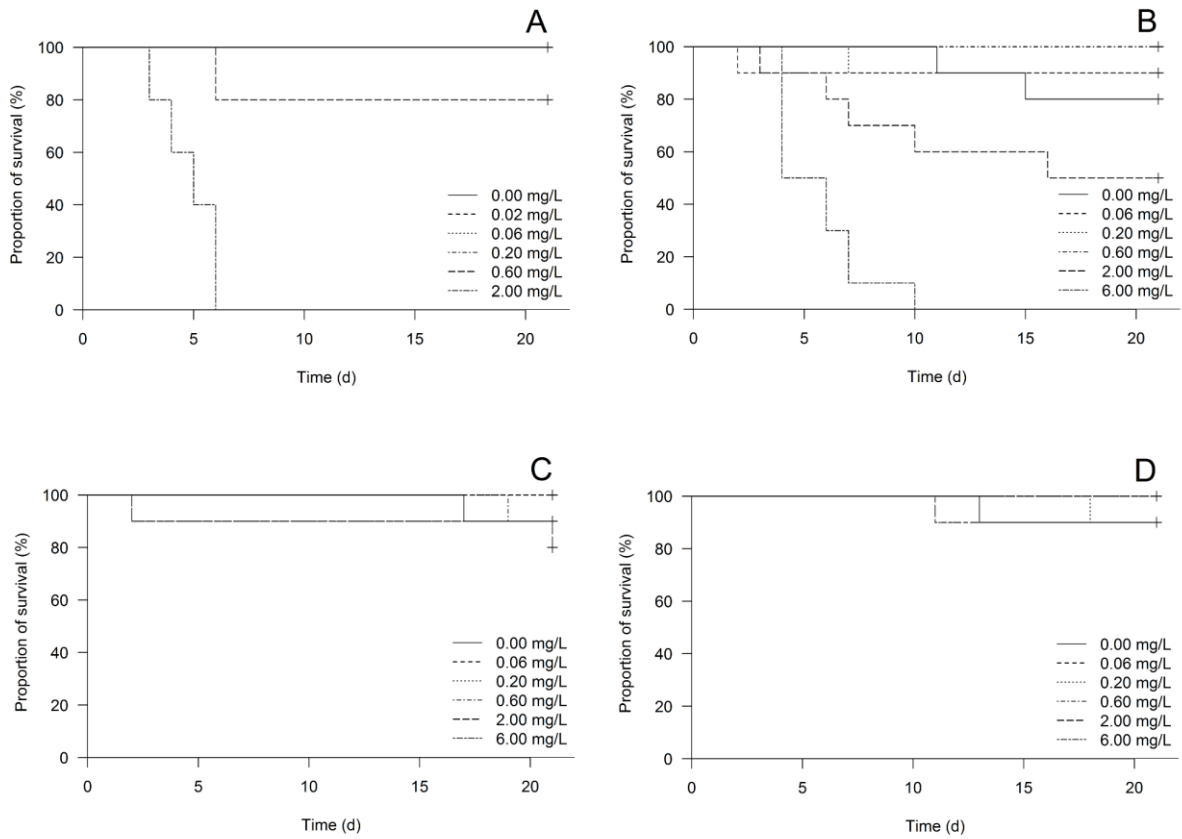 A
Proportion of survival (%)
100
80
60
40
20
0
0.00 mg/L
0.02 mg/L
0.06 mg/L
0.20 mg/L
0.60 mg/L
2.00 mg/L
0 5 10 15 20
Time (d)
B
Proportion of survival (%)
100
80
60
40
20
0
0.00 mg/L
0.06 mg/L
0.20 mg/L
0.60 mg/L
2.00 mg/L
6.00 mg/L
0 5 10 15 20
Time (d)
C
Proportion of survival (%)
100
80
60
40
20
0
0.00 mg/L
0.06 mg/L
0.20 mg/L
0.60 mg/L
2.00 mg/L
6.00 mg/L
0 5 10 15 20
Time (d)
D
Proportion of survival (%)
100
80
60
40
20
0
0.00 mg/L
0.06 mg/L
0.20 mg/L
0.60 mg/L
2.00 mg/L
6.00 mg/L
0 5 10 15 20
Time (d)